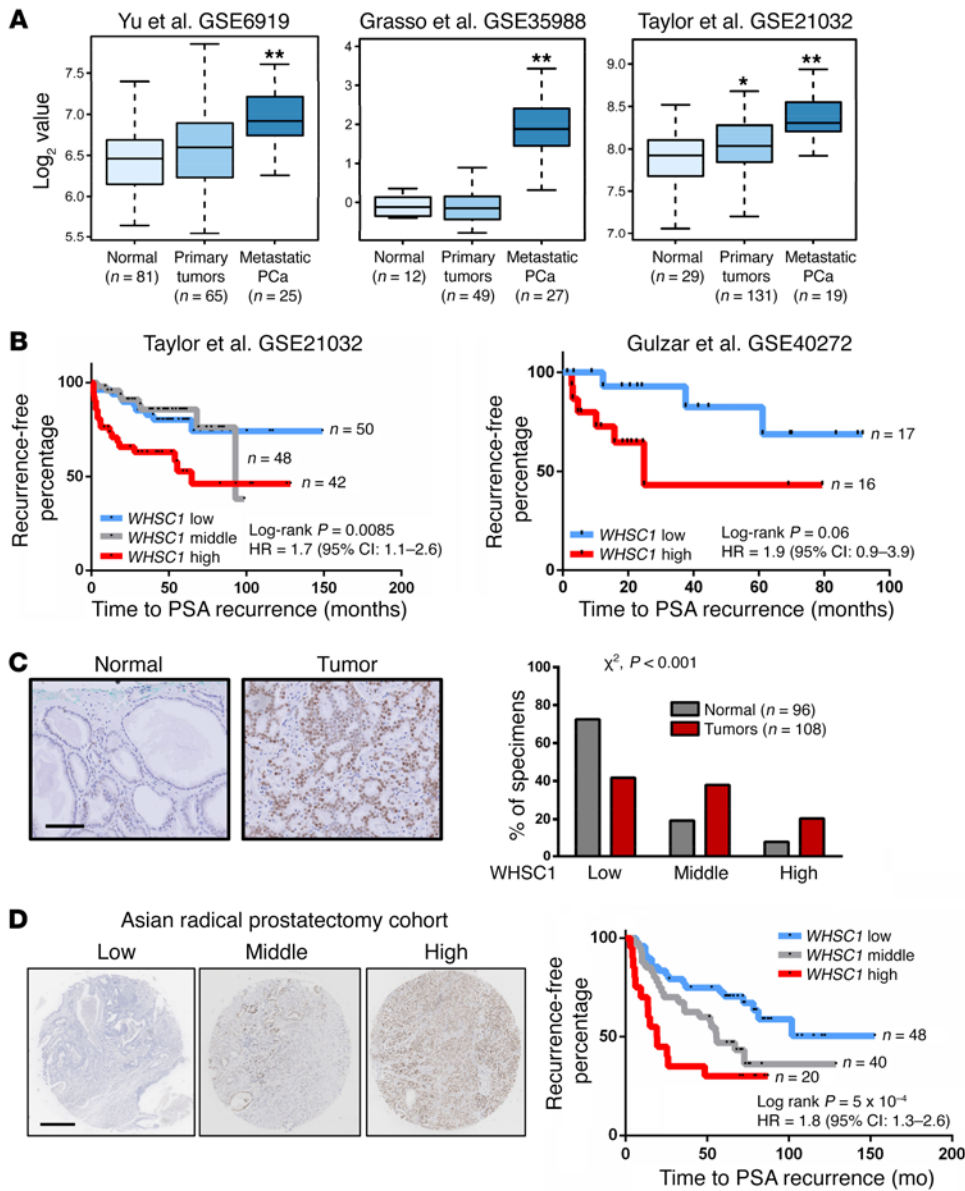 A
Yu et al. GSE6919
Grasso et al. GSE35988
Taylor et al. GSE21032
Log2 value
7.5
7.0
6.5
6.0
5.5
**
Normal
(n = 81)
Primary
tumors
(n = 65)
Metastatic
PCa
(n = 25)
4
3
2
1
0
**
Normal
(n = 12)
Primary
tumors
(n = 49)
Metastatic
PCa
(n = 27)
9.0
8.5
8.0
7.5
7.0
*
**
Normal
(n = 29)
Primary
tumors
(n = 131)
Metastatic
PCa
(n = 19)
B
Taylor et al. GSE21032
Recurrence-free
percentage
100
50
0
n = 50
n = 48
n = 42
WHSC1 low
WHSC1 middle
WHSC1 high
Log-rank P = 0.0085
HR = 1.7 (95% CI: 1.1–2.6)
0 50 100 150 200
Time to PSA recurrence (months)
Gulzar et al. GSE40272
Recurrence-free
percentage
100
50
0
n = 17
n = 16
WHSC1 low
WHSC1 high
Log-rank P = 0.06
HR = 1.9 (95% CI: 0.9–3.9)
0 20 40 60 80 100
Time to PSA recurrence (months)
C
Normal
Tumor
χ2, P < 0.001
% of specimens
100
80
60
40
20
0
Normal (n = 96)
Tumors (n = 108)
WHSC1 Low Middle High
D
Asian radical prostatectomy cohort
Low
Middle
High
Recurrence-free
percentage
100
50
0
WHSC1 low
WHSC1 middle
WHSC1 high
n = 48
n = 40
n = 20
Log rank P = 5 x 10–4
HR = 1.8 (95% CI: 1.3–2.6)
0 50 100 150 200
Time to PSA recurrence (mo)